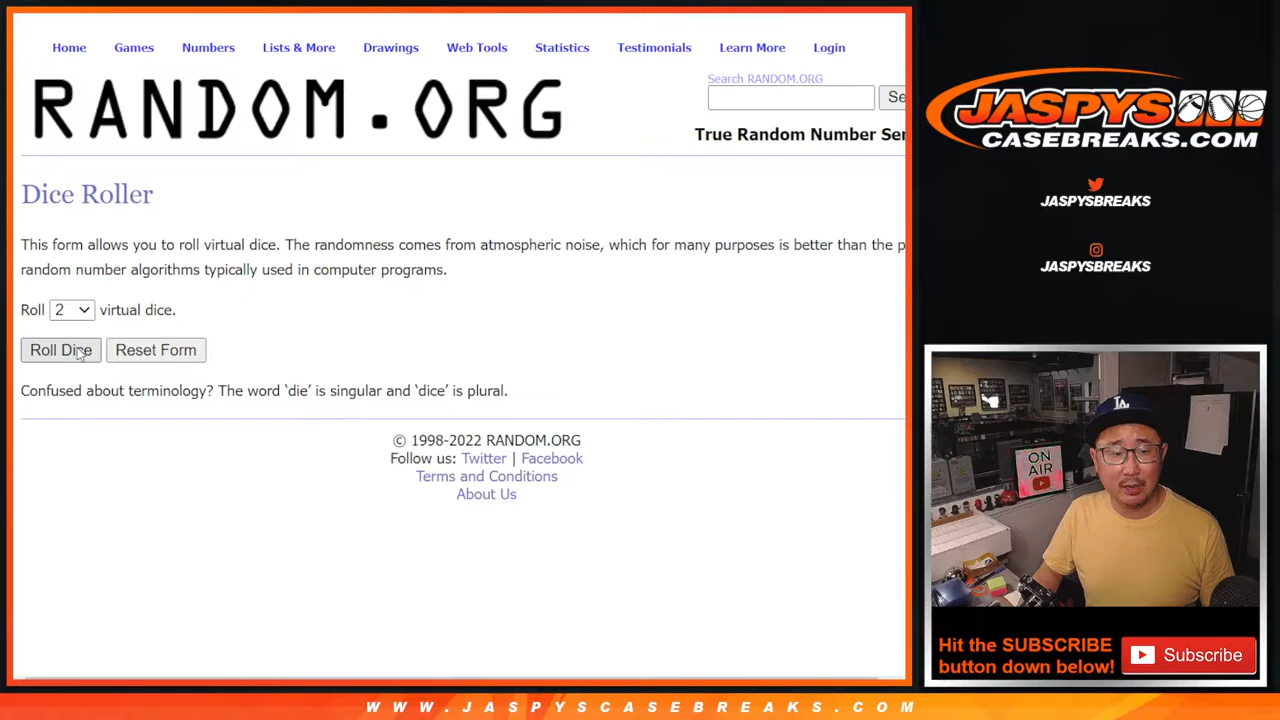 Home Games Numbers Lists & More Drawings Web Tools Statistics Testimonials Learn More Login
RANDOM.ORG
Search RANDOM.ORG
Se
True Random Number Ser
Dice Roller
This form allows you to roll virtual dice. The randomness comes from atmospheric noise, which for many purposes is better than the p
random number algorithms typically used in computer programs.
Roll 2 virtual dice.
Roll Dice Reset Form
Confused about terminology? The word ‘die’ is singular and ‘dice’ is plural.
© 1998-2022 RANDOM.ORG
Follow us: Twitter | Facebook
Terms and Conditions
About Us
JASPYS
CASEBREAKS.COM
JASPYSBREAKS
JASPYSBREAKS
LA
ON
AIR
Hit the SUBSCRIBE
button down below!
Subscribe
WWW.JASPYSCASEBREAKS.COM